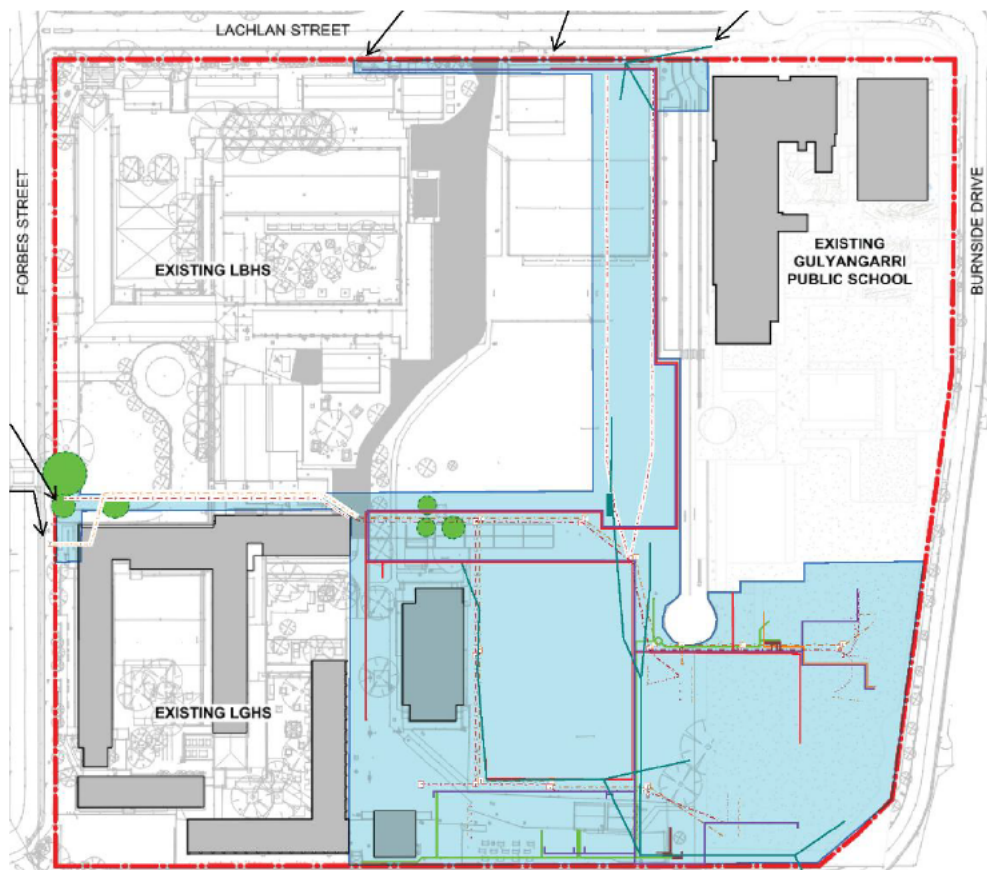 LACHLAN STREET
FORBES STREET
BURNSIDE DRIVE
EXISTING LBHS
EXISTING
GULYANGARRI
PUBLIC SCHOOL
EXISTING LGHS